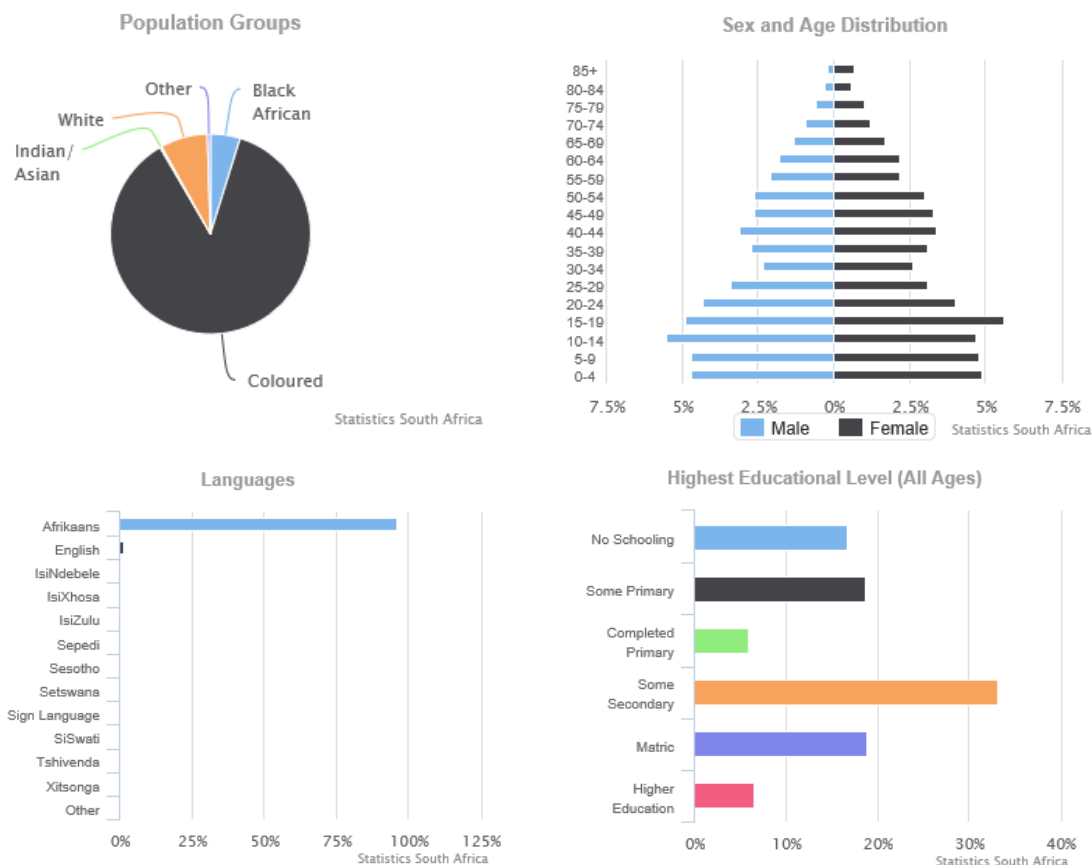 Population Groups
Other
Black
African
White
Indian/
Asian
Coloured
Statistics South Africa
Sex and Age Distribution
85+
80-84
75-79
70-74
65-69
60-64
55-59
50-54
45-49
40-44
35-39
30-34
25-29
20-24
15-19
10-14
5-9
0-4
7.5% 5% 2.5% 0% 2.5% 5% 7.5%
Male Female
Statistics South Africa
Languages
Afrikaans
English
IsiNdebele
IsiXhosa
IsiZulu
Sepedi
Sesotho
Setswana
Sign Language
SiSwati
Tshivenda
Xitsonga
Other
0% 25% 50% 75% 100% 125%
Statistics South Africa
Highest Educational Level (All Ages)
No Schooling
Some Primary
Completed
Primary
Some
Secondary
Matric
Higher
Education
0% 10% 20% 30% 40%
Statistics South Africa